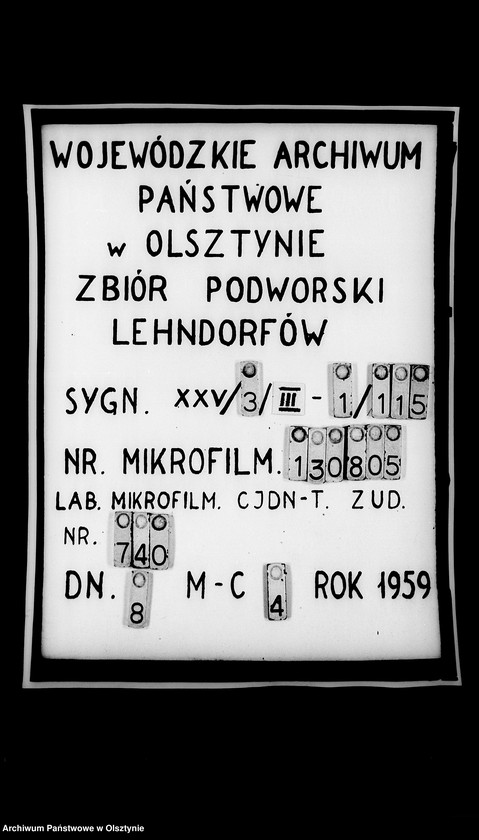 WOJEWÓDZKIE ARCHIWUM
PAŃSTWOWE
w OLSZTYNIE
ZBIÓR PODWORSKI
LEHNDORFÓW
SYGN. XXV/3/III-1/115
NR. MIKROFILM. 130805
LAB. MIKROFILM. CJDN-T. ZUD.
NR. 740
DN. 8 M-C 4 ROK 1959
Archiwum Państwowe w Olsztynie